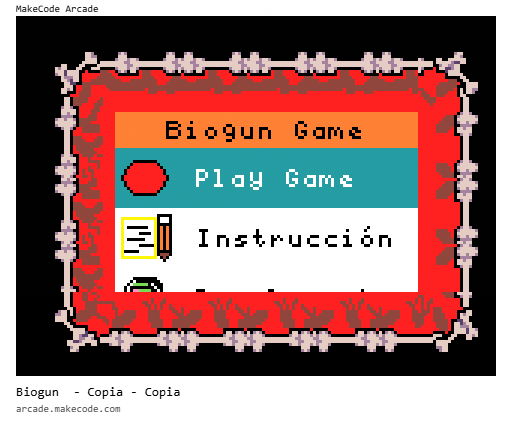 MakeCode Arcade
Biogun Game
Play Game
Instrucción
Biogun - Copia - Copia
arcade.makecode.com